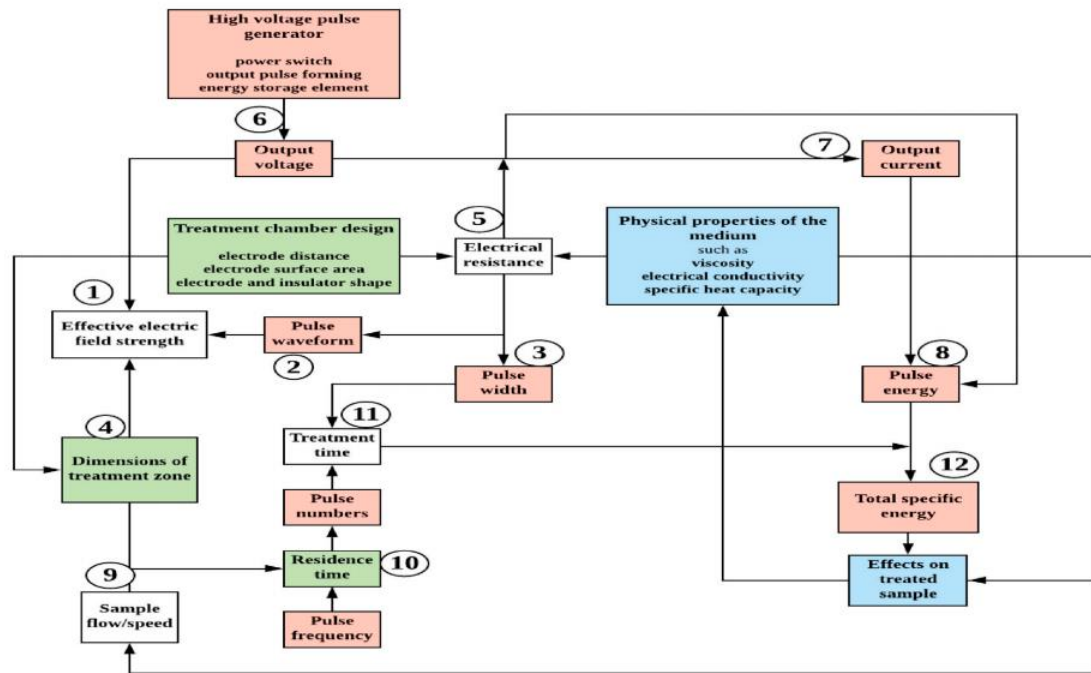 High voltage pulse
generator
power switch
output pulse forming
energy storage element
6
Output
voltage
7
Output
current
Treatment chamber design
electrode distance
electrode surface area
electrode and insulator shape
5
Electrical
resistance
Physical properties of the
medium
such as
viscosity
electrical conductivity
specific heat capacity
1
Effective electric
field strength
Pulse
waveform
2
3
Pulse
width
8
Pulse
energy
4
Dimensions of
treatment zone
11
Treatment
time
12
Total specific
energy
Pulse
numbers
9
Sample
flow/speed
Residence
time
10
Effects on
treated
sample
Pulse
frequency